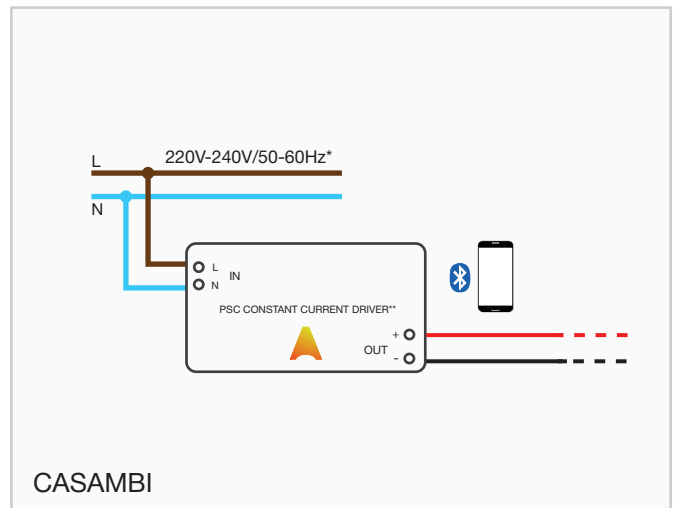 L
220V-240V/50-60Hz*
N
L
IN
N
PSC CONSTANT CURRENT DRIVER**
+
OUT
-
CASAMBI